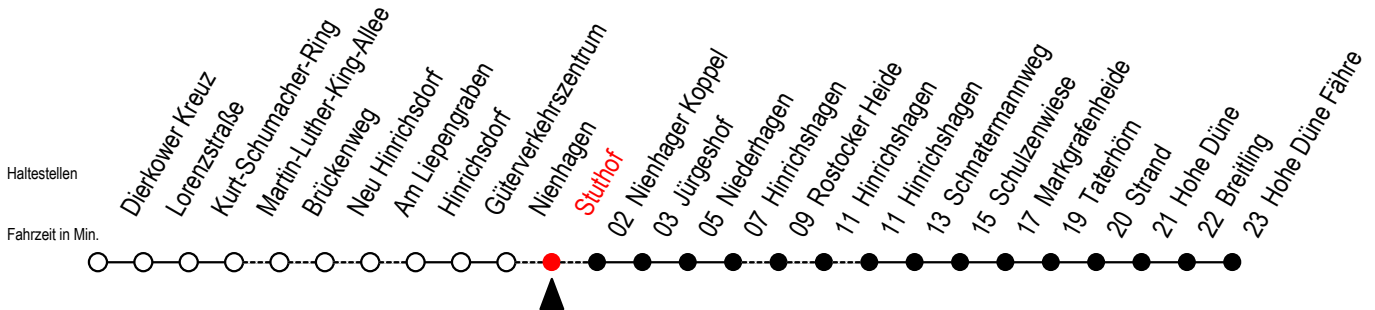 Haltestellen
Fahrzeit in Min.
Dierkower Kreuz
Lorenzstraße
Kurt-Schumacher-Ring
Martin-Luther-King-Allee
Brückenweg
Neu Hinrichsdorf
Am Liepengraben
Hinrichsdorf
Güterverkehrszentrum
Nienhagen
Stuthof
02 Nienhager Koppel
03 Jürgeshof
05 Niederhagen
07 Hinrichshagen
09 Rostocker Heide
11 Hinrichshagen
11 Hinrichshagen
13 Schnatermannweg
15 Schulzenwiese
17 Markgrafenheide
19 Taterhörn
20 Strand
21 Hohe Düne
22 Breitling
23 Hohe Düne Fähre